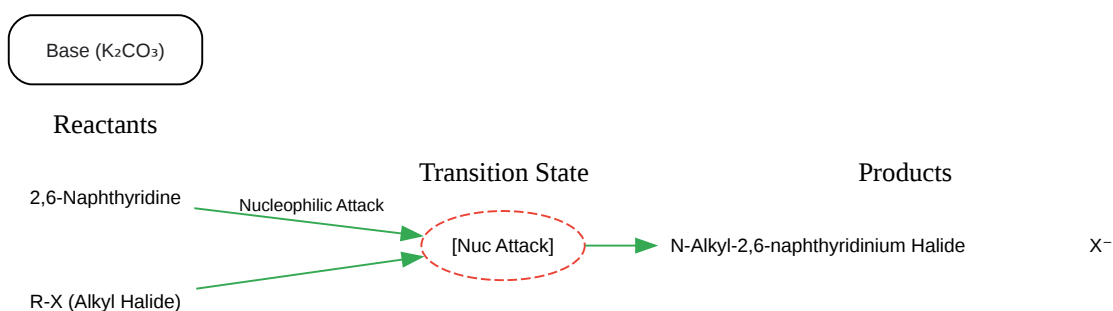 Base (K₂CO₃)
Reactants
Transition State
Products
2,6-Naphthyridine
Nucleophilic Attack
[Nuc Attack]
N-Alkyl-2,6-naphthyridinium Halide
X⁻
R-X (Alkyl Halide)